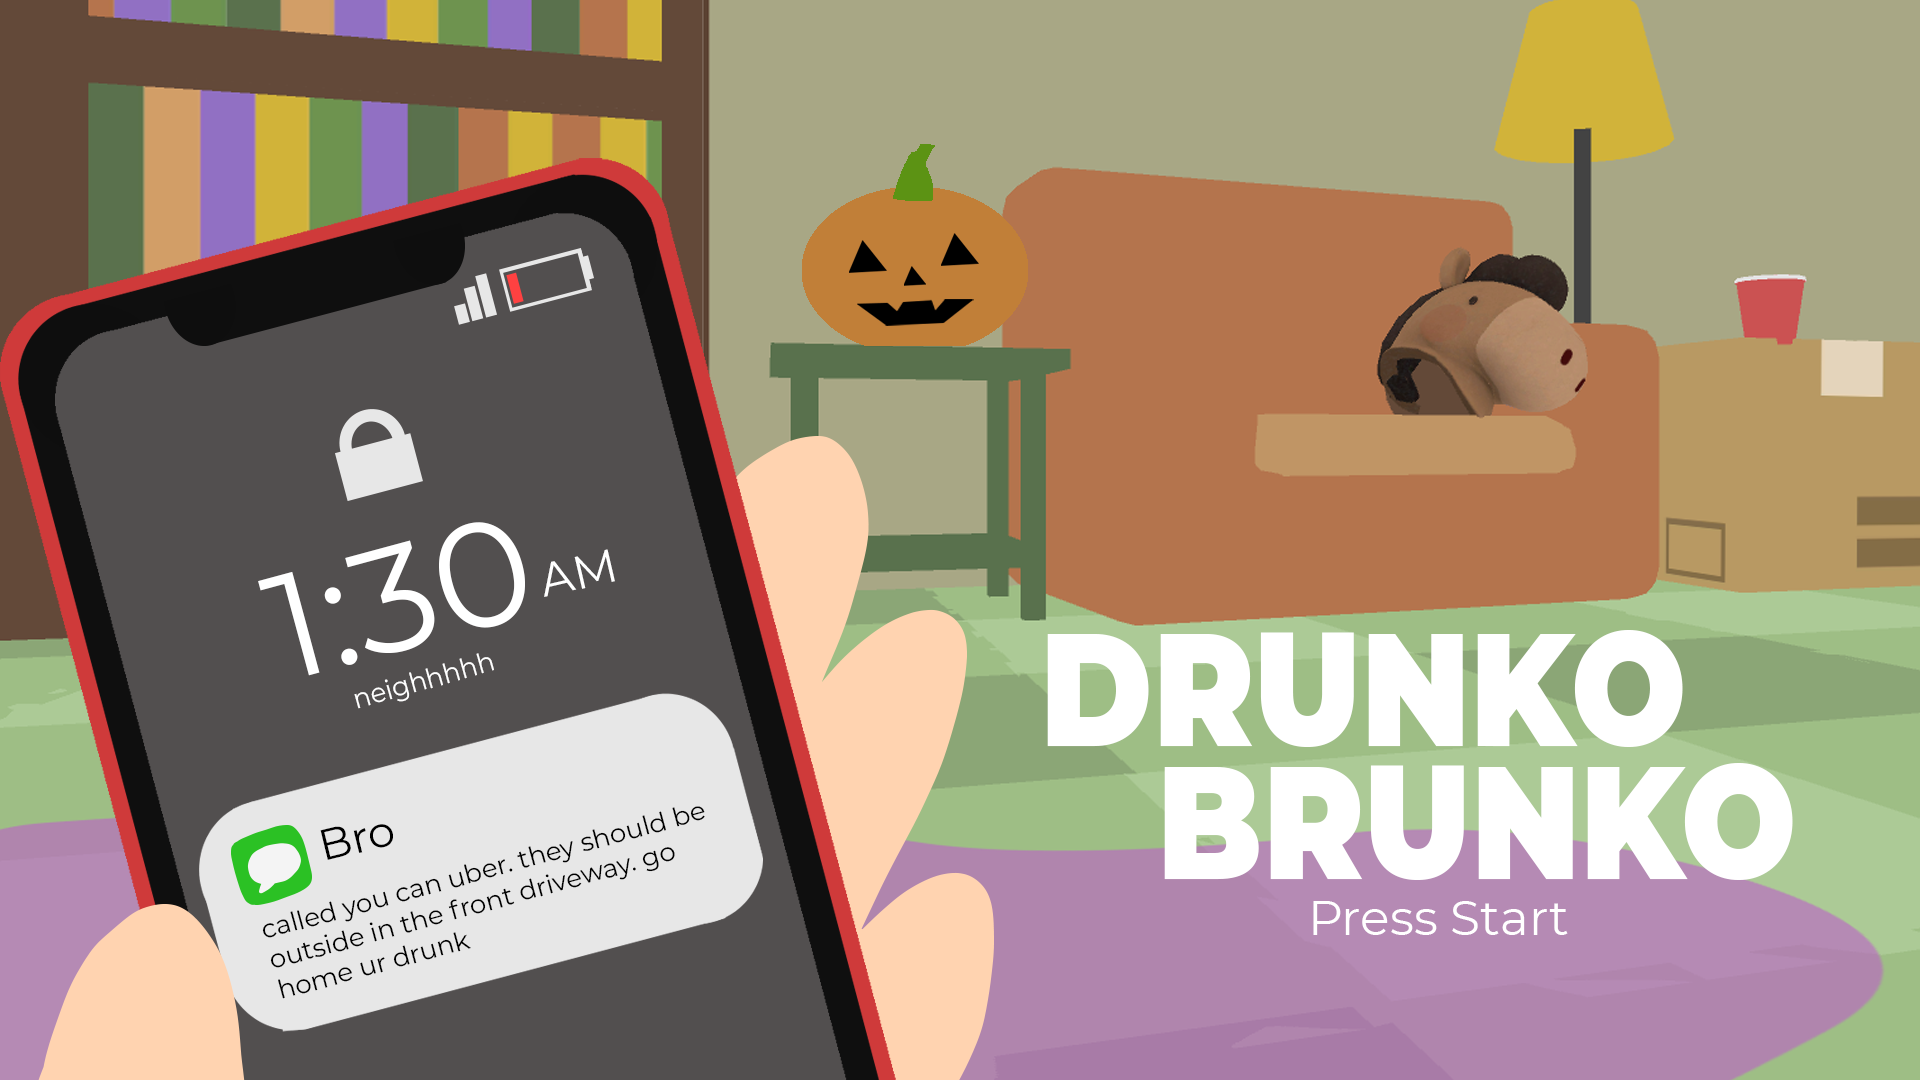 1:30 AM
neighhhhh
Bro
called you can uber. they should be
outside in the front driveway. go
home ur drunk
DRUNKO
BRUNKO
Press Start